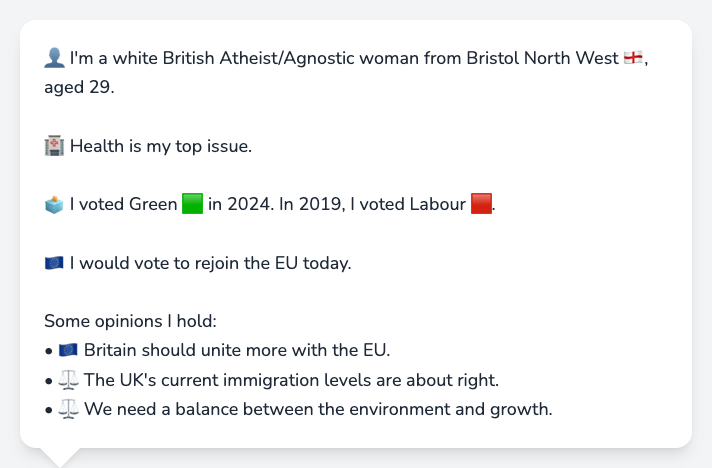 👤 I'm a white British Atheist/Agnostic woman from Bristol North West 🏴󠁧󠁢󠁥󠁮󠁧󠁿,
aged 29.
🏥 Health is my top issue.
🗳️ I voted Green 🟩 in 2024. In 2019, I voted Labour 🟥.
🇪🇺 I would vote to rejoin the EU today.
Some opinions I hold:
• 🇪🇺 Britain should unite more with the EU.
• ⚖️ The UK's current immigration levels are about right.
• ⚖️ We need a balance between the environment and growth.